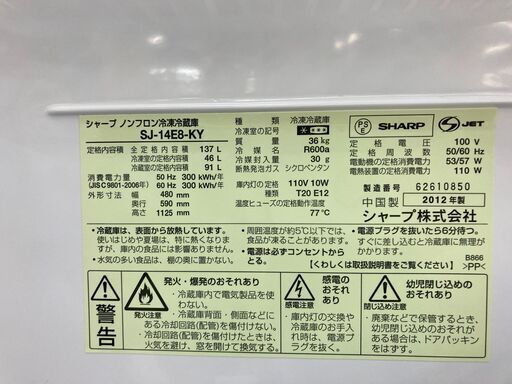 シャープ ノンフロン冷凍冷蔵庫
SJ-14E8-KY
定格内容積 全定格内容積 137 L
冷凍室の定格内容積 46 L
冷蔵室の定格内容積 91 L
消費電力量 50 Hz 300 kWh/年
(JIS C 9801-2006年) 60 Hz 300 kWh/年
外形寸法 幅 480 mm
奥行 590 mm
高さ 1125 mm
種類 冷凍冷蔵庫
冷凍室の記号
質量 36 kg
冷媒 R600a
冷媒封入量 30 g
断熱発泡ガス シクロペンタン
庫内灯の定格 110V 10W
T20 E12
温度ヒューズの定格動作温度
77 ℃
PS
E
SHARP
JET
定格電圧 100 V
定格周波数 50/60 Hz
電動機の定格消費電力 53/57 W
電熱装置の定格消費電力 110 W
製造番号 62610850
中国製 2012年製
シャープ株式会社
・冷蔵庫は、表面から放熱しています。
使いはじめや夏場は、特に熱くなりますが、庫内に影響はありません。
・水気の多い食品は、棚の奥に置かないでください。
・周囲温度が約5℃以下では、食品が凍ることがあります。
・電源は必ずコンセントからとる。
・電源プラグを抜いたら6分待つ。
すぐに差し込むと冷蔵庫に無理がかかります。
【くわしくは取扱説明書をご覧ください】
B866
>PP<
警告
発火注意
発火・爆発のおそれあり
・冷蔵庫内で電気製品を使わない。
・冷蔵庫背面・側面などにある冷却回路(配管)を傷付けない。
・冷却回路(配管)を傷付けたときは、火気を避け、窓を開けて換気する。
感電注意
感電のおそれあり
・庫内灯の交換や冷蔵庫のお手入れ時は、電源プラグを抜く。
閉込め注意
幼児閉じ込めのおそれあり
・廃棄などで保管するときは、幼児が閉じ込められるので、ドアパッキンをはずす。